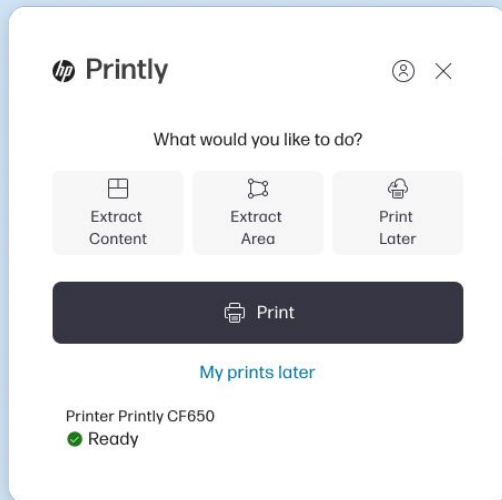 hp Printly
What would you like to do?
Extract
Content
Extract
Area
Print
Later
Print
My prints later
Printer Printly CF650
Ready